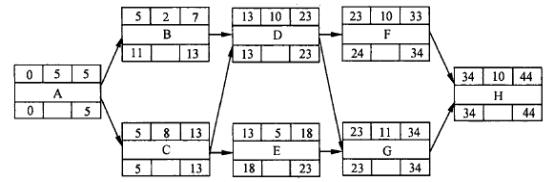 5 2 7
B
11 13
13 10 23
D
13 23
23 10 33
F
24 34
0 5 5
A
0 5
34 10 44
H
34 44
5 8 13
C
5 13
13 5 18
E
18 23
23 11 34
G
23 34